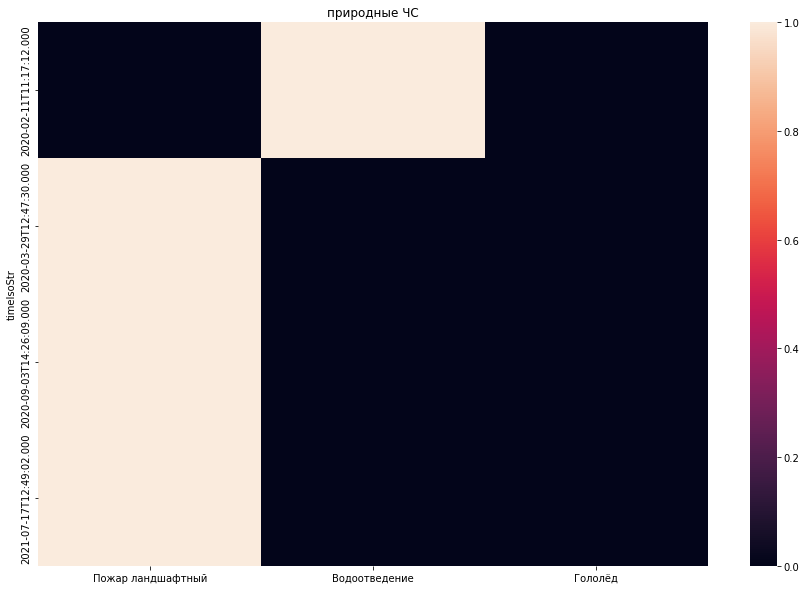 природные ЧС
timeIsoStr
2020-02-11T11:17:12.000
2020-03-29T12:47:30.000
2020-09-03T14:26:09.000
2021-07-17T12:49:02.000
Пожар ландшафтный
Водоотведение
Гололёд
1.0
0.8
0.6
0.4
0.2
0.0